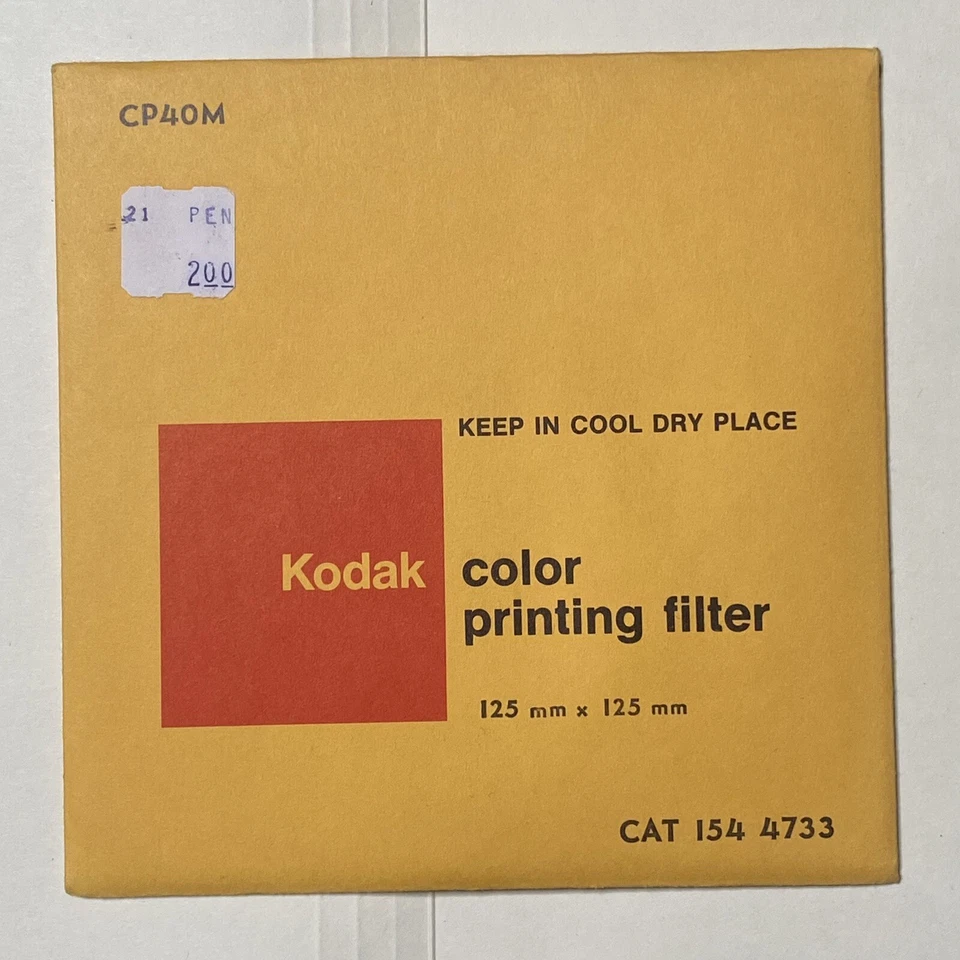 CP40M
21 PEN
200
KEEP IN COOL DRY PLACE
Kodak color
printing filter
125 mm x 125 mm
CAT 154 4733